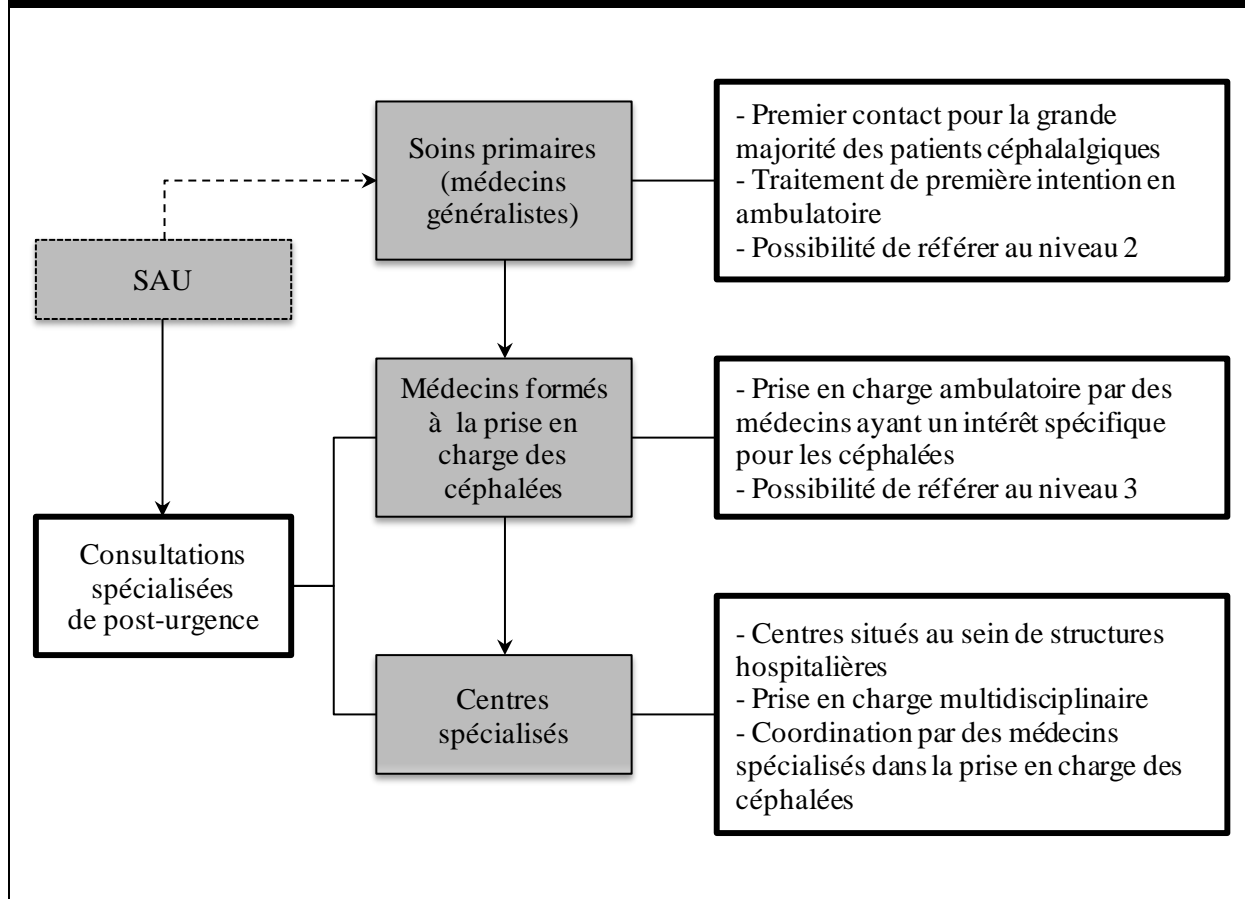 Soins primaires
(médecins
généralistes)
- Premier contact pour la grande
majorité des patients céphalalgiques
- Traitement de première intention en
ambulatoire
- Possibilité de référer au niveau 2
SAU
Médecins formés
à la prise en
charge des
céphalées
- Prise en charge ambulatoire par des
médecins ayant un intérêt spécifique
pour les céphalées
- Possibilité de référer au niveau 3
Consultations
spécialisées
de post-urgence
Centres
spécialisés
- Centres situés au sein de structures
hospitalières
- Prise en charge multidisciplinaire
- Coordination par des médecins
spécialisés dans la prise en charge des
céphalées